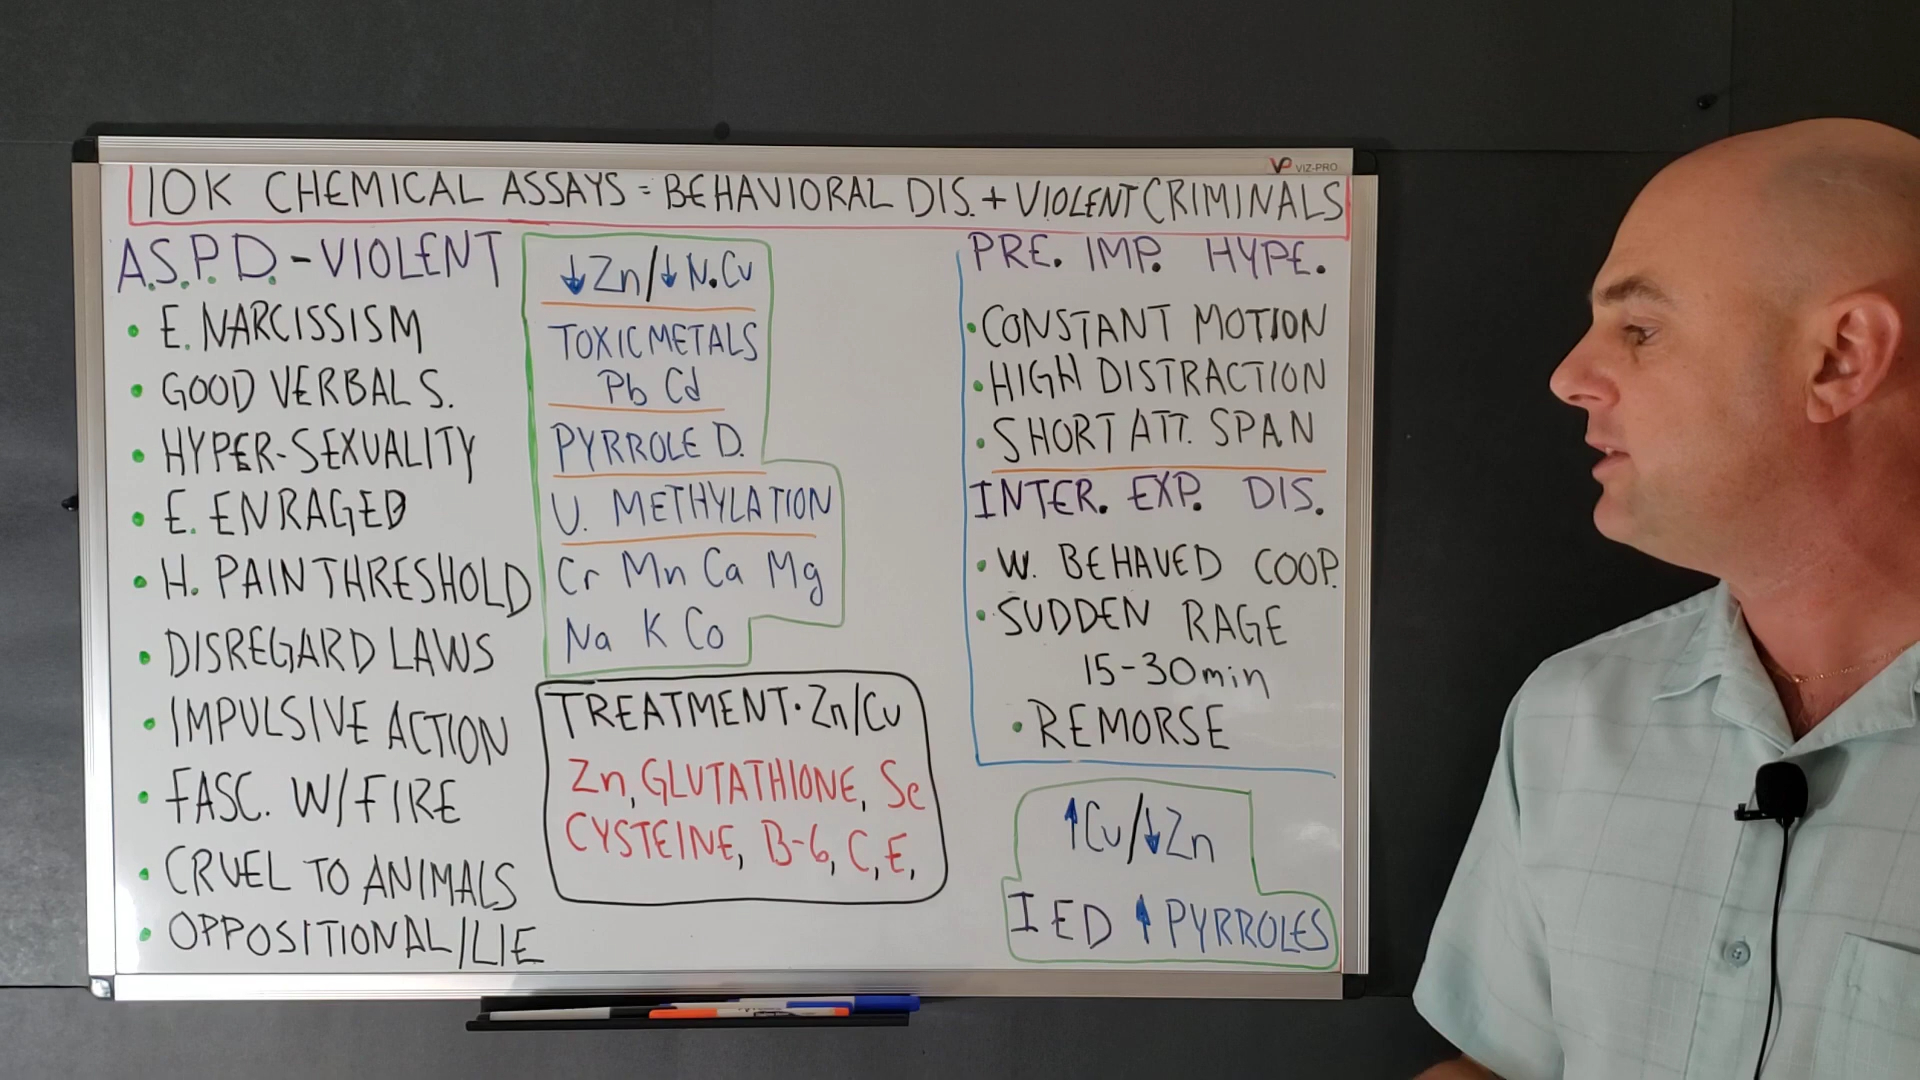 VP VIZ-PRO
10K CHEMICAL ASSAYS = BEHAVIORAL DIS. + VIOLENT CRIMINALS
A.S.P.D. - VIOLENT
• E. NARCISSISM
• GOOD VERBAL S.
• HYPER-SEXUALITY
• E. ENRAGED
• H. PAIN THRESHOLD
• DISREGARD LAWS
• IMPULSIVE ACTION
• FASC. W/FIRE
• CRUEL TO ANIMALS
• OPPOSITIONAL/LIE
↓Zn/↓N.Cu
TOXIC METALS
Pb Cd
PYRROLE D.
U. METHYLATION
Cr Mn Ca Mg
Na K Co
TREATMENT·Zn/Cu
Zn, GLUTATHIONE, Se
CYSTEINE, B-6, C, E,
PRE. IMP. HYPE.
• CONSTANT MOTION
• HIGH DISTRACTION
• SHORT ATT. SPAN
INTER. EXP. DIS.
• W. BEHAVED COOP.
• SUDDEN RAGE
15-30min
• REMORSE
↑Cu/↓Zn
IED ↑ PYRROLES